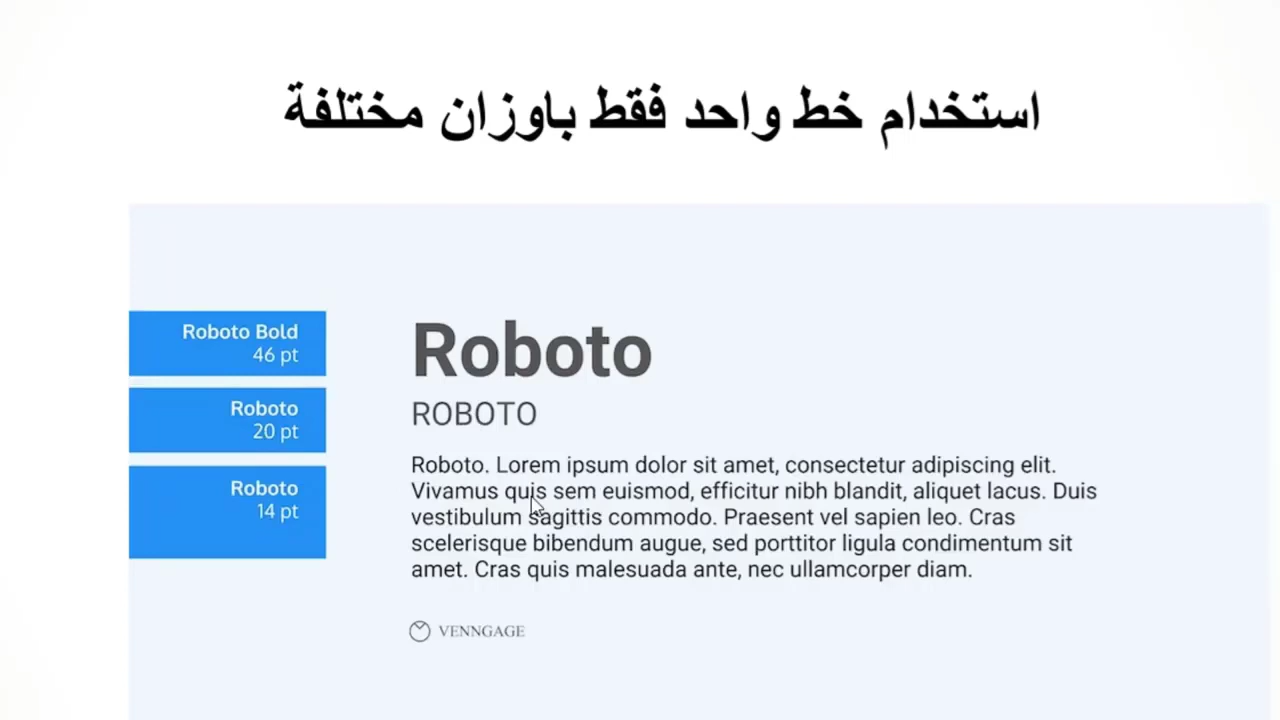 استخدام خط واحد فقط باوزان مختلفة
Roboto Bold
46 pt
Roboto
20 pt
Roboto
14 pt
Roboto
ROBOTO
Roboto. Lorem ipsum dolor sit amet, consectetur adipiscing elit.
Vivamus quis sem euismod, efficitur nibh blandit, aliquet lacus. Duis
vestibulum sagittis commodo. Praesent vel sapien leo. Cras
scelerisque bibendum augue, sed porttitor ligula condimentum sit
amet. Cras quis malesuada ante, nec ullamcorper diam.
VENNGAGE